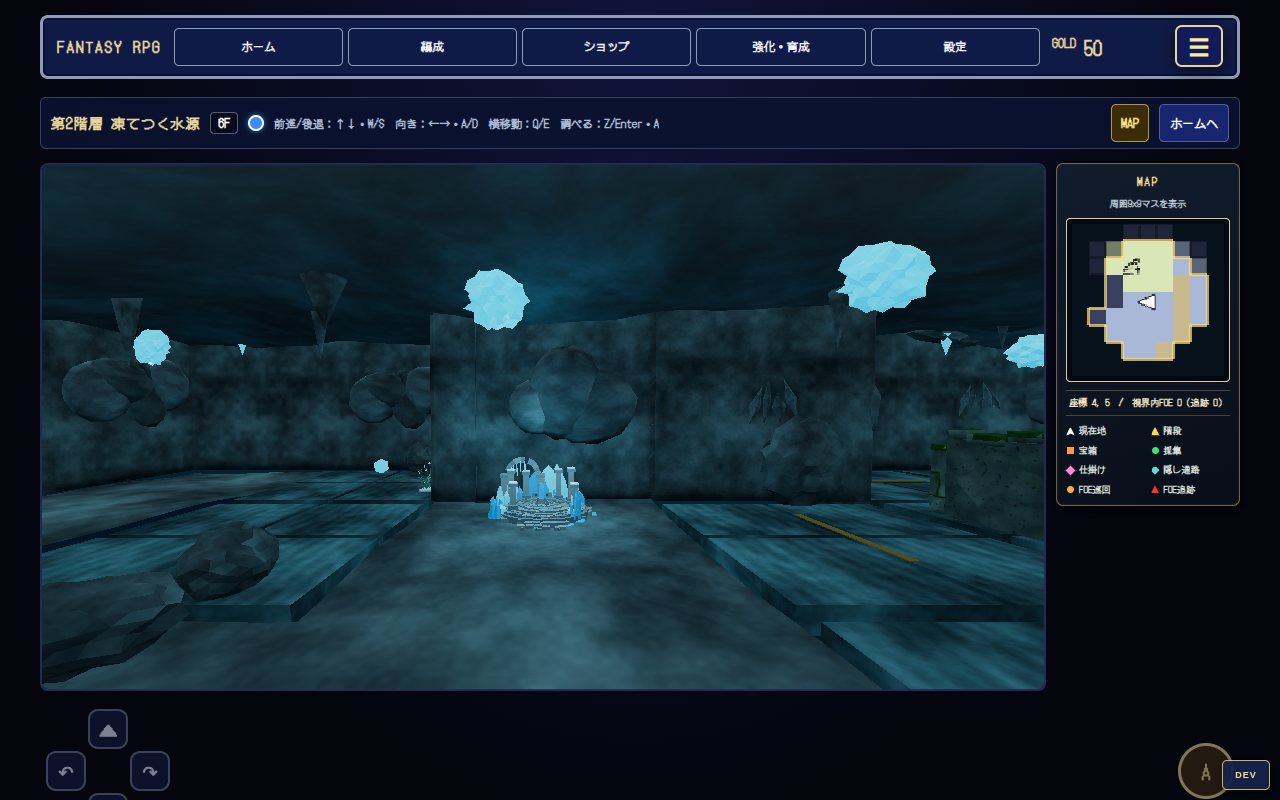 FANTASY RPG
ホーム
編成
ショップ
強化・育成
設定
GOLD 50
第2階層 凍てつく水源
6F
前進/後退：↑↓・W/S 向き：←→・A/D 横移動：Q/E 調べる：Z/Enter・A
MAP
ホームへ
MAP
周囲9x9マスを表示
座標 4, 5 / 視界内FOE 0 (追跡 0)
現在地
階段
宝箱
採集
仕掛け
隠し通路
FOE巡回
FOE追跡
A
DEV